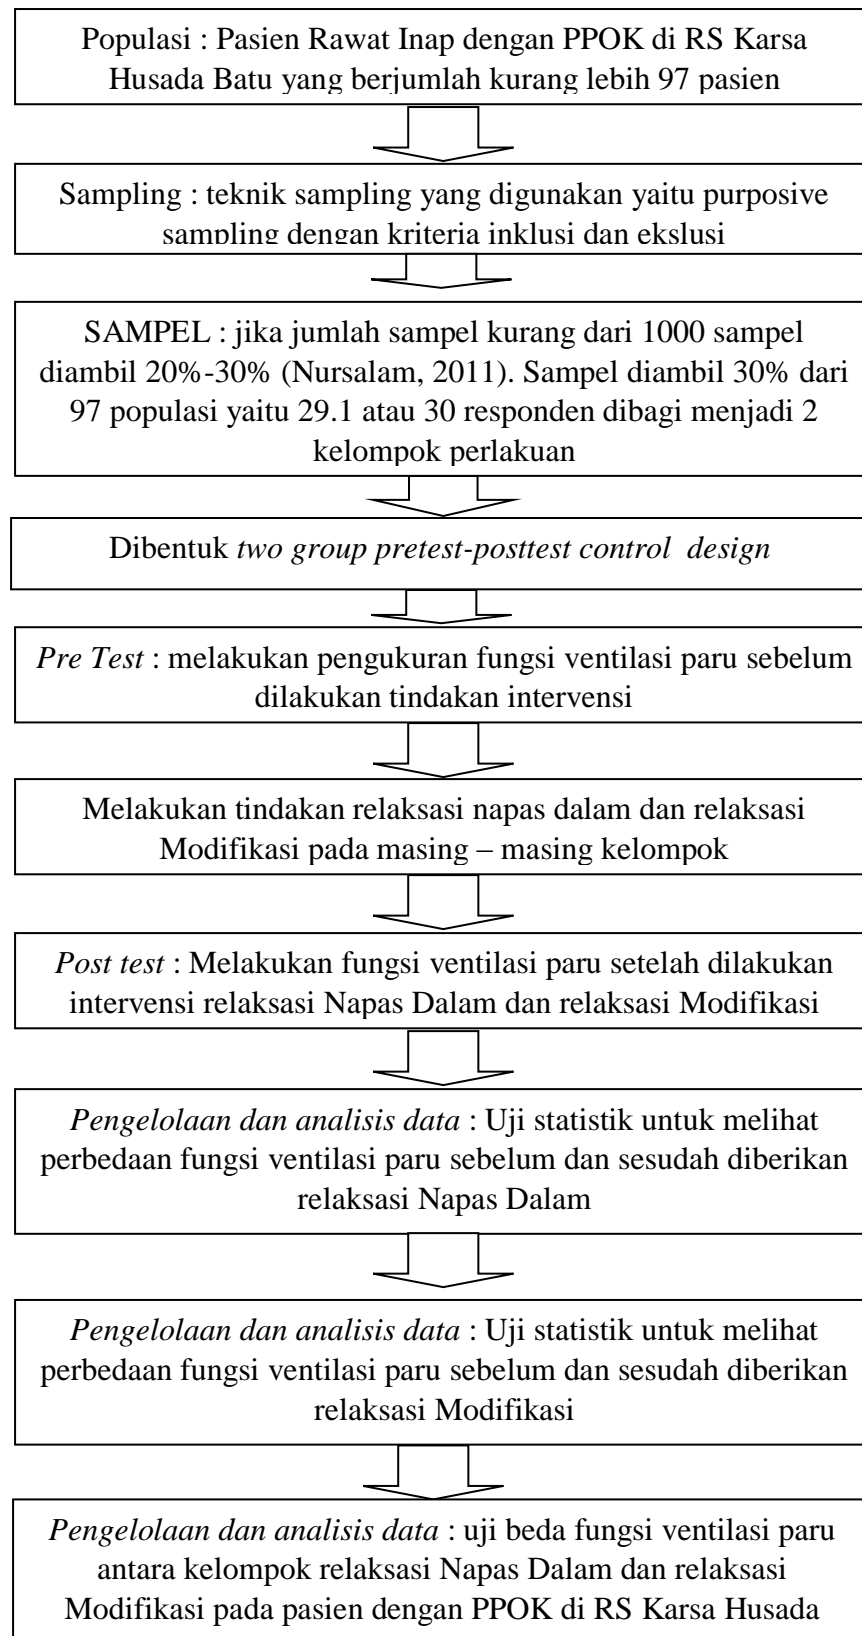 Populasi : Pasien Rawat Inap dengan PPOK di RS Karsa
Husada Batu yang berjumlah kurang lebih 97 pasien
Sampling : teknik sampling yang digunakan yaitu purposive
sampling dengan kriteria inklusi dan ekslusi
SAMPEL : jika jumlah sampel kurang dari 1000 sampel
diambil 20%-30% (Nursalam, 2011). Sampel diambil 30% dari
97 populasi yaitu 29.1 atau 30 responden dibagi menjadi 2
kelompok perlakuan
Dibentuk two group pretest-posttest control design
Pre Test : melakukan pengukuran fungsi ventilasi paru sebelum
dilakukan tindakan intervensi
Melakukan tindakan relaksasi napas dalam dan relaksasi
Modifikasi pada masing – masing kelompok
Post test : Melakukan fungsi ventilasi paru setelah dilakukan
intervensi relaksasi Napas Dalam dan relaksasi Modifikasi
Pengelolaan dan analisis data : Uji statistik untuk melihat
perbedaan fungsi ventilasi paru sebelum dan sesudah diberikan
relaksasi Napas Dalam
Pengelolaan dan analisis data : Uji statistik untuk melihat
perbedaan fungsi ventilasi paru sebelum dan sesudah diberikan
relaksasi Modifikasi
Pengelolaan dan analisis data : uji beda fungsi ventilasi paru
antara kelompok relaksasi Napas Dalam dan relaksasi
Modifikasi pada pasien dengan PPOK di RS Karsa Husada